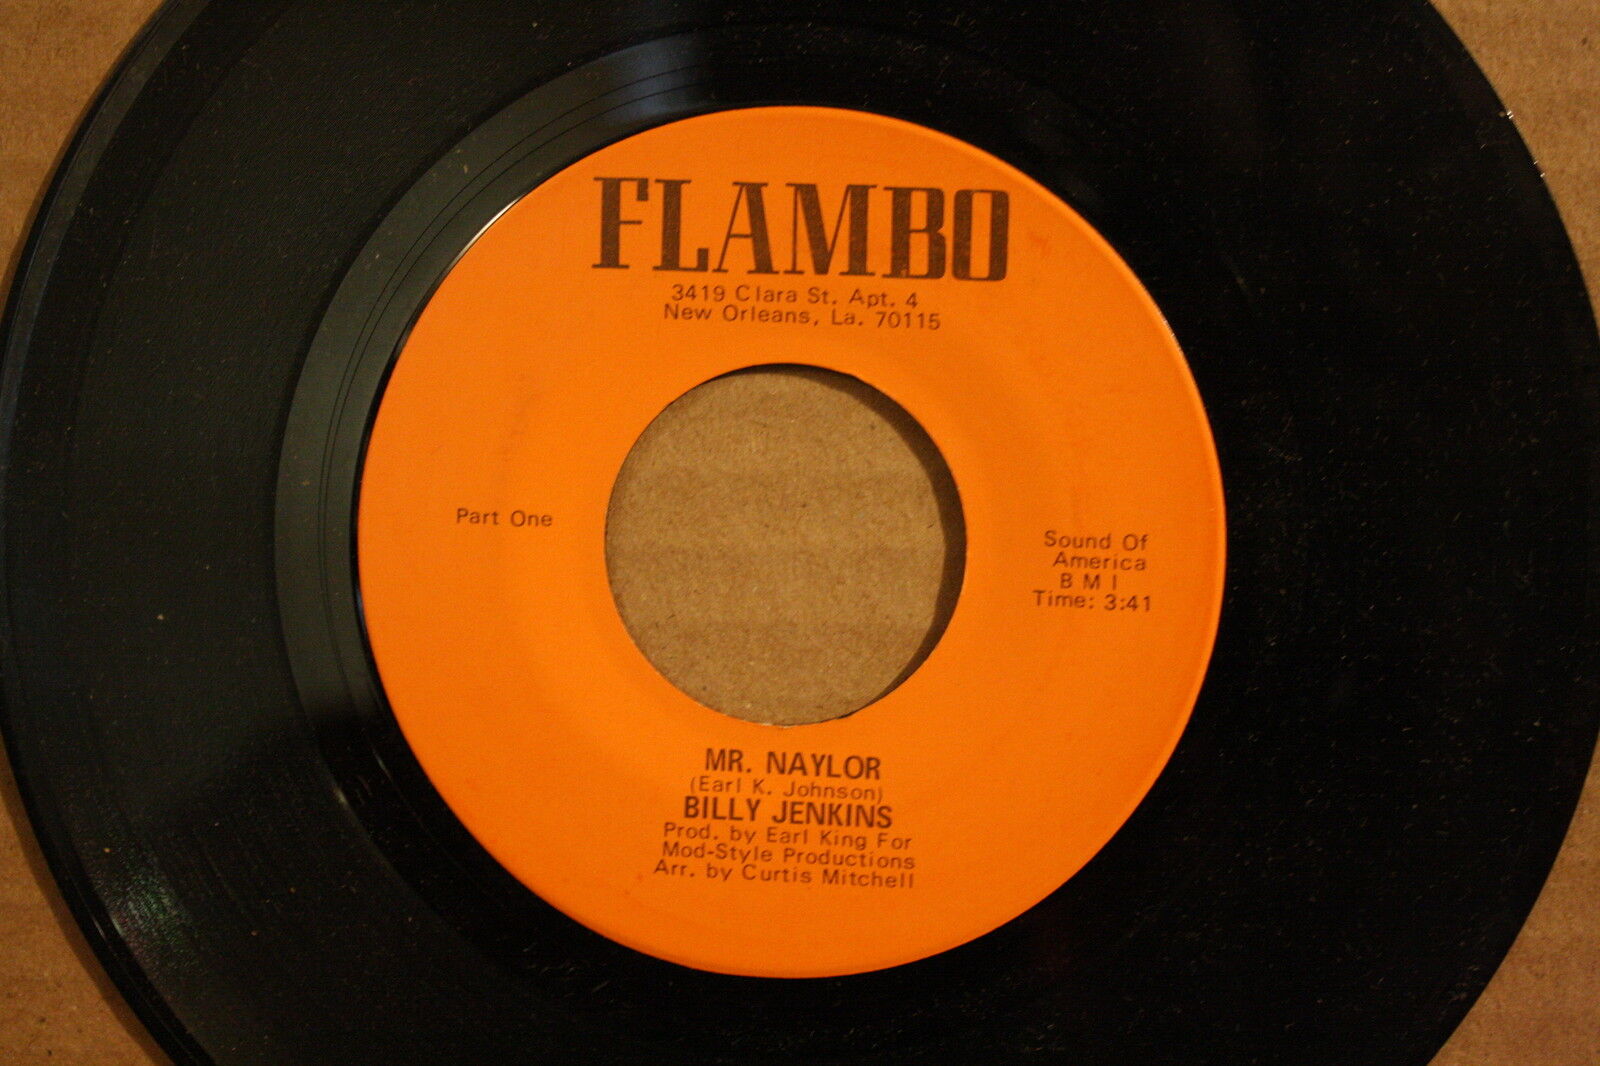 FLAMBO
3419 Clara St. Apt. 4
New Orleans, La. 70115
Part One
Sound Of
America
B M I
Time: 3:41
MR. NAYLOR
(Earl K. Johnson)
BILLY JENKINS
Prod. by Earl King For
Mod-Style Productions
Arr. by Curtis Mitchell